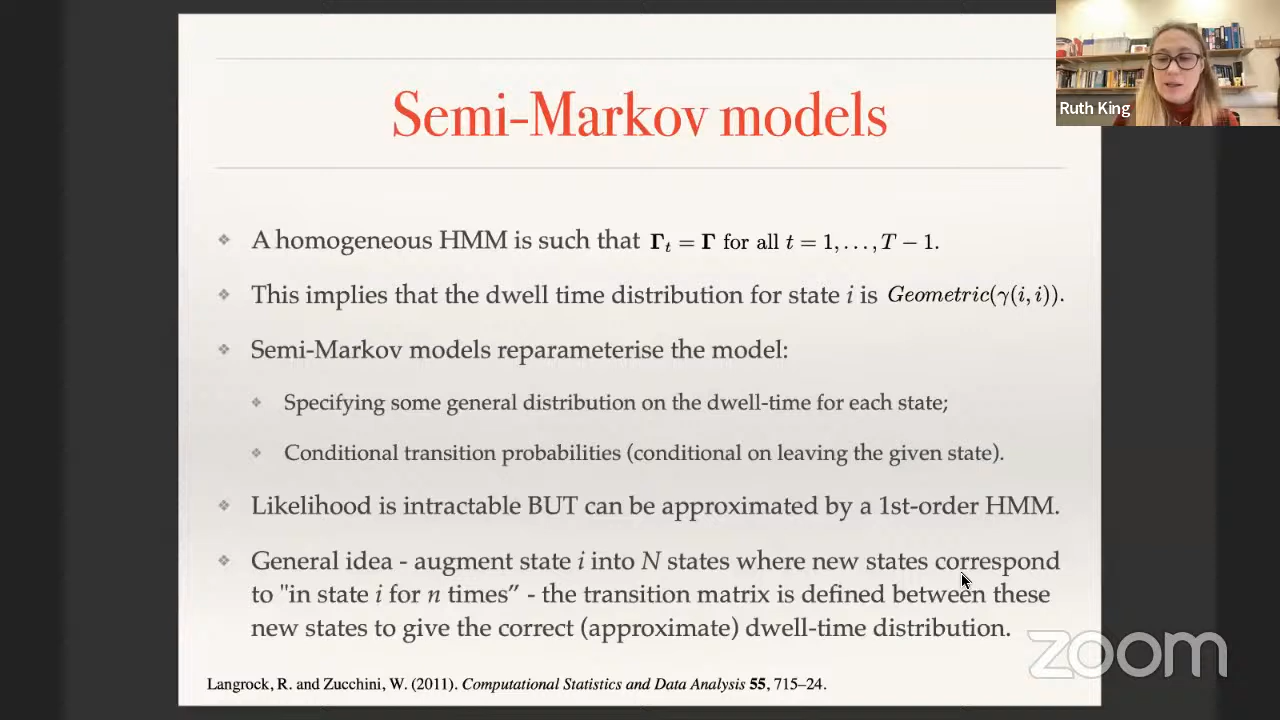 Semi-Markov models
Ruth King
❖ A homogeneous HMM is such that Γₜ = Γ for all t = 1, . . . , T − 1.
❖ This implies that the dwell time distribution for state i is Geometric(γ(i, i)).
❖ Semi-Markov models reparameterise the model:
❖ Specifying some general distribution on the dwell-time for each state;
❖ Conditional transition probabilities (conditional on leaving the given state).
❖ Likelihood is intractable BUT can be approximated by a 1st-order HMM.
❖ General idea - augment state i into N states where new states correspond
to "in state i for n times” - the transition matrix is defined between these
new states to give the correct (approximate) dwell-time distribution.
zoom
Langrock, R. and Zucchini, W. (2011). Computational Statistics and Data Analysis 55, 715–24.